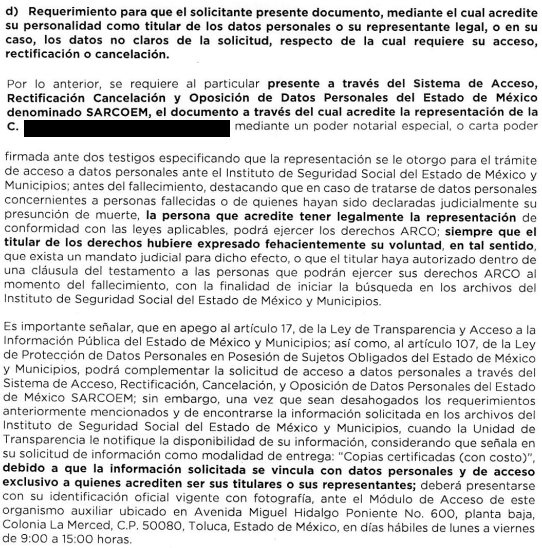 d) Requerimiento para que el solicitante presente documento, mediante el cual acredite
su personalidad como titular de los datos personales o su representante legal, o en su
caso, los datos no claros de la solicitud, respecto de la cual requiere su acceso,
rectificación o cancelación.
Por lo anterior, se requiere al particular presente a través del Sistema de Acceso,
Rectificación Cancelación y Oposición de Datos Personales del Estado de México
denominado SARCOEM, el documento a través del cual acredite la representación de la
C. mediante un poder notarial especial, o carta poder
firmada ante dos testigos especificando que la representación se le otorgo para el trámite
de acceso a datos personales ante el Instituto de Seguridad Social del Estado de México y
Municipios; antes del fallecimiento, destacando que en caso de tratarse de datos personales
concernientes a personas fallecidas o de quienes hayan sido declaradas judicialmente su
presunción de muerte, la persona que acredite tener legalmente la representación de
conformidad con las leyes aplicables, podrá ejercer los derechos ARCO; siempre que el
titular de los derechos hubiere expresado fehacientemente su voluntad, en tal sentido,
que exista un mandato judicial para dicho efecto, o que el titular haya autorizado dentro de
una cláusula del testamento a las personas que podrán ejercer sus derechos ARCO al
momento del fallecimiento, con la finalidad de iniciar la búsqueda en los archivos del
Instituto de Seguridad Social del Estado de México y Municipios.
Es importante señalar, que en apego al artículo 17, de la Ley de Transparencia y Acceso a la
Información Pública del Estado de México y Municipios; así como, al artículo 107, de la Ley
de Protección de Datos Personales en Posesión de Sujetos Obligados del Estado de México
y Municipios, podrá complementar la solicitud de acceso a datos personales a través del
Sistema de Acceso, Rectificación, Cancelación, y Oposición de Datos Personales del Estado
de México SARCOEM; sin embargo, una vez que sean desahogados los requerimientos
anteriormente mencionados y de encontrarse la información solicitada en los archivos del
Instituto de Seguridad Social del Estado de México y Municipios, cuando la Unidad de
Transparencia le notifique la disponibilidad de su información, considerando que señala en
su solicitud de información como modalidad de entrega: “Copias certificadas (con costo)”,
debido a que la información solicitada se vincula con datos personales y de acceso
exclusivo a quienes acrediten ser sus titulares o sus representantes; deberá presentarse
con su identificación oficial vigente con fotografía, ante el Módulo de Acceso de este
organismo auxiliar ubicado en Avenida Miguel Hidalgo Poniente No. 600, planta baja,
Colonia La Merced, C.P. 50080, Toluca, Estado de México, en días hábiles de lunes a viernes
de 9:00 a 15:00 horas.